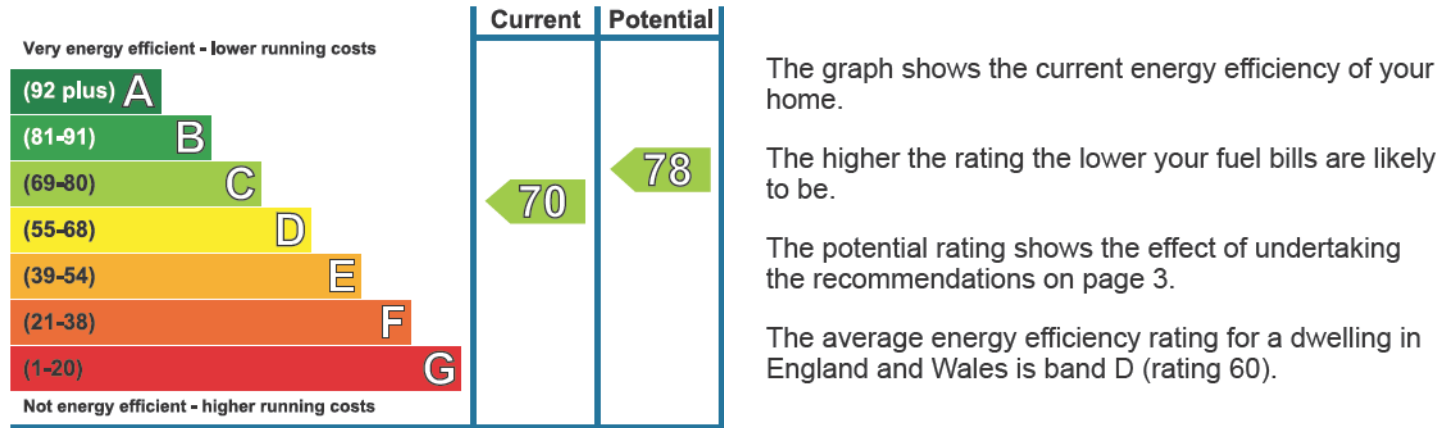 Current Potential
Very energy efficient - lower running costs
(92 plus) A
(81-91) B
(69-80) C
(55-68) D
(39-54) E
(21-38) F
(1-20) G
Not energy efficient - higher running costs
70
78
The graph shows the current energy efficiency of your
home.
The higher the rating the lower your fuel bills are likely
to be.
The potential rating shows the effect of undertaking
the recommendations on page 3.
The average energy efficiency rating for a dwelling in
England and Wales is band D (rating 60).